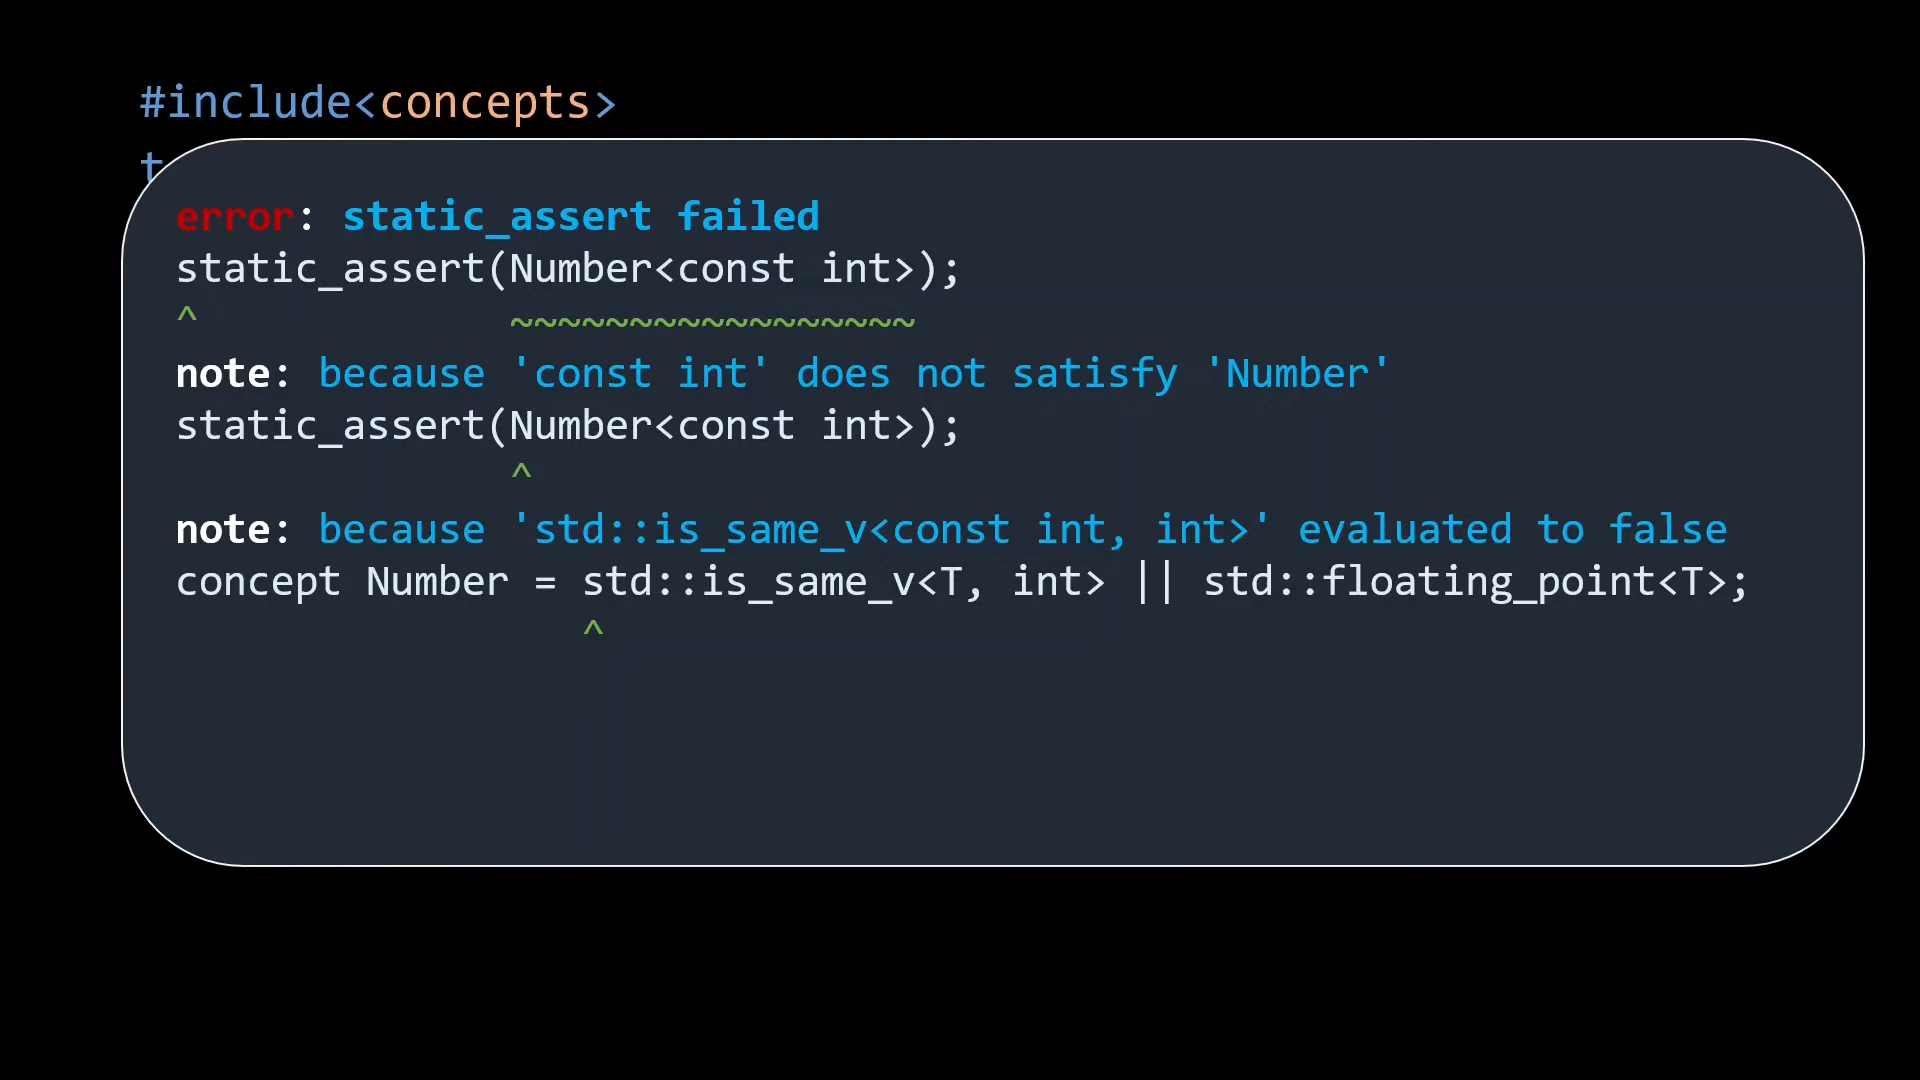 #include<concepts>
t
error: static_assert failed
static_assert(Number<const int>);
^             ~~~~~~~~~~~~~~~~~
note: because 'const int' does not satisfy 'Number'
static_assert(Number<const int>);
              ^
note: because 'std::is_same_v<const int, int>' evaluated to false
concept Number = std::is_same_v<T, int> || std::floating_point<T>;
                 ^